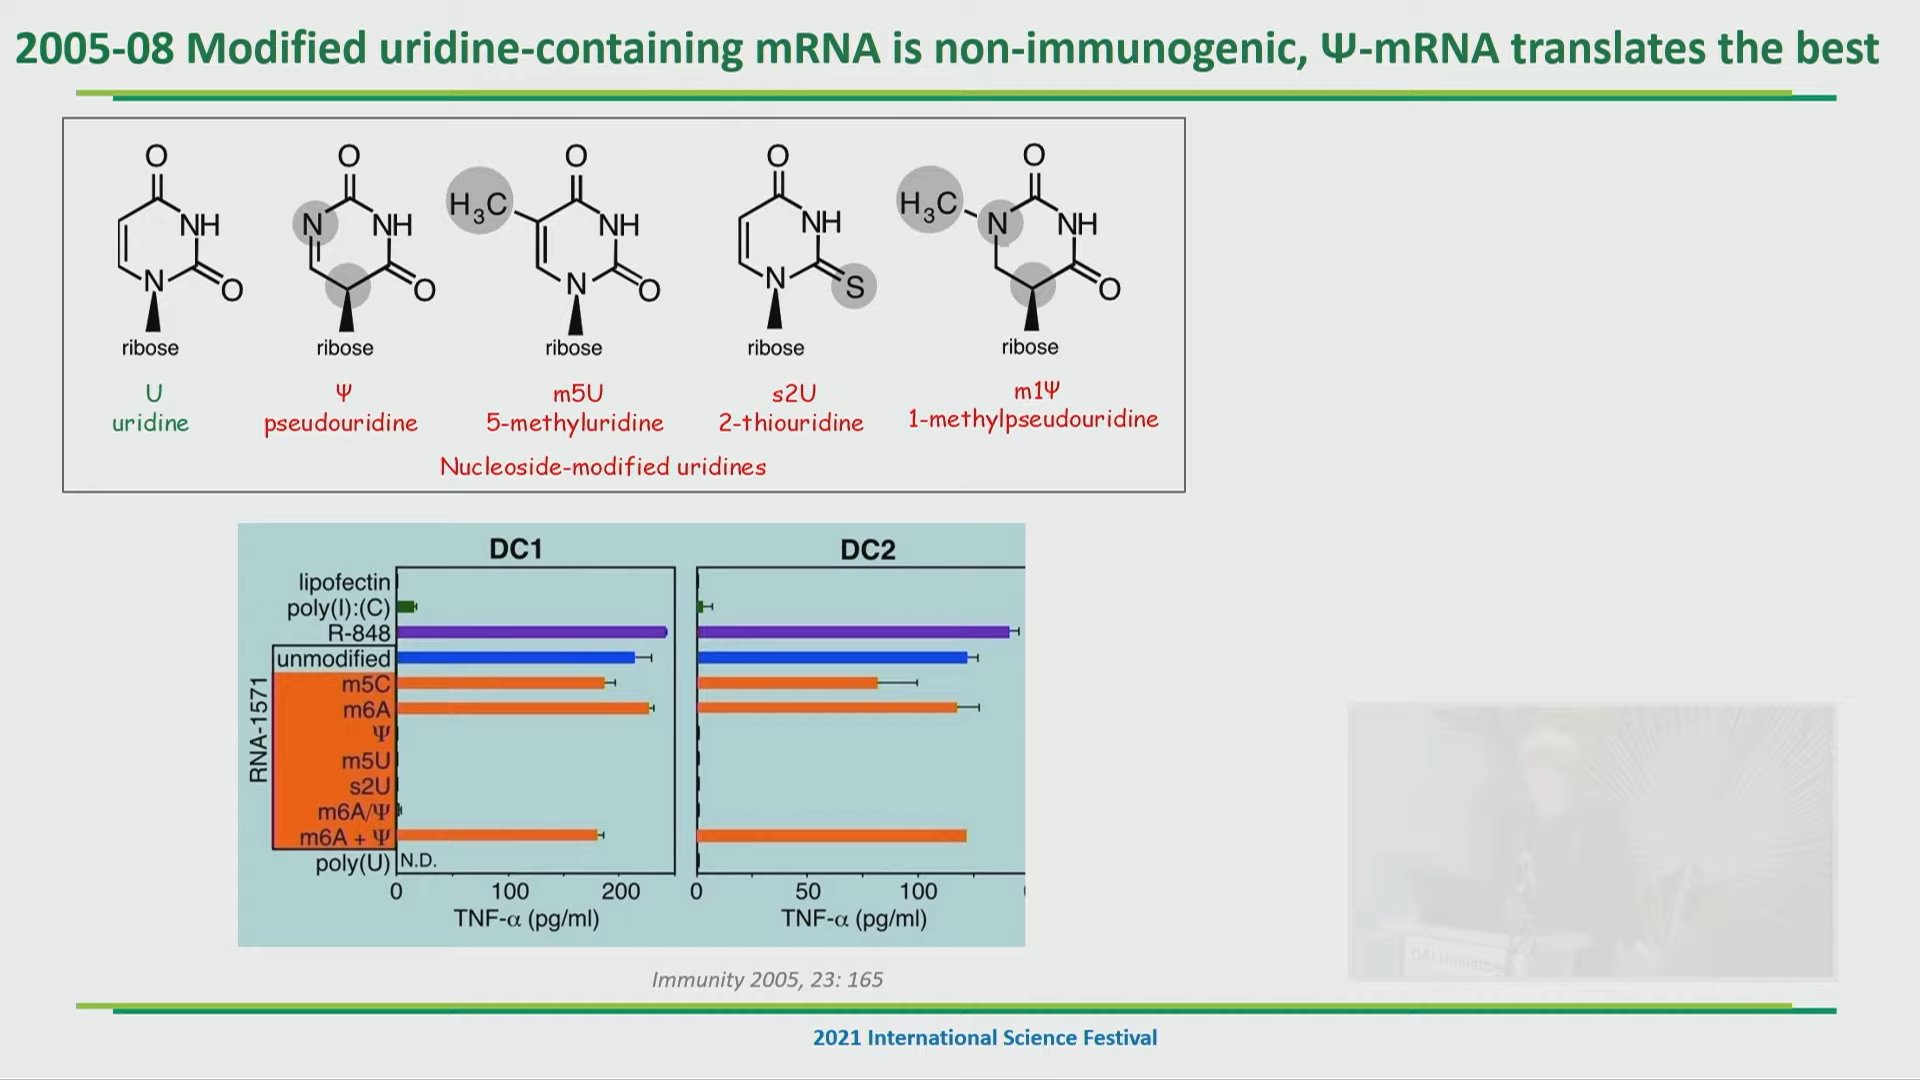 2005-08 Modified uridine-containing mRNA is non-immunogenic, Ψ-mRNA translates the best
O O O O O
H₃C H₃C
NH N NH NH NH N NH
N O O N O N S O
ribose ribose ribose ribose ribose
U Ψ m5U s2U m1Ψ
uridine pseudouridine 5-methyluridine 2-thiouridine 1-methylpseudouridine
Nucleoside-modified uridines
DC1 DC2
lipofectin
poly(I):(C)
R-848
RNA-1571
unmodified
m5C
m6A
Ψ
m5U
s2U
m6A/Ψ
m6A + Ψ
poly(U) N.D.
0 100 200 0 50 100
TNF-α (pg/ml) TNF-α (pg/ml)
Immunity 2005, 23: 165
2021 International Science Festival